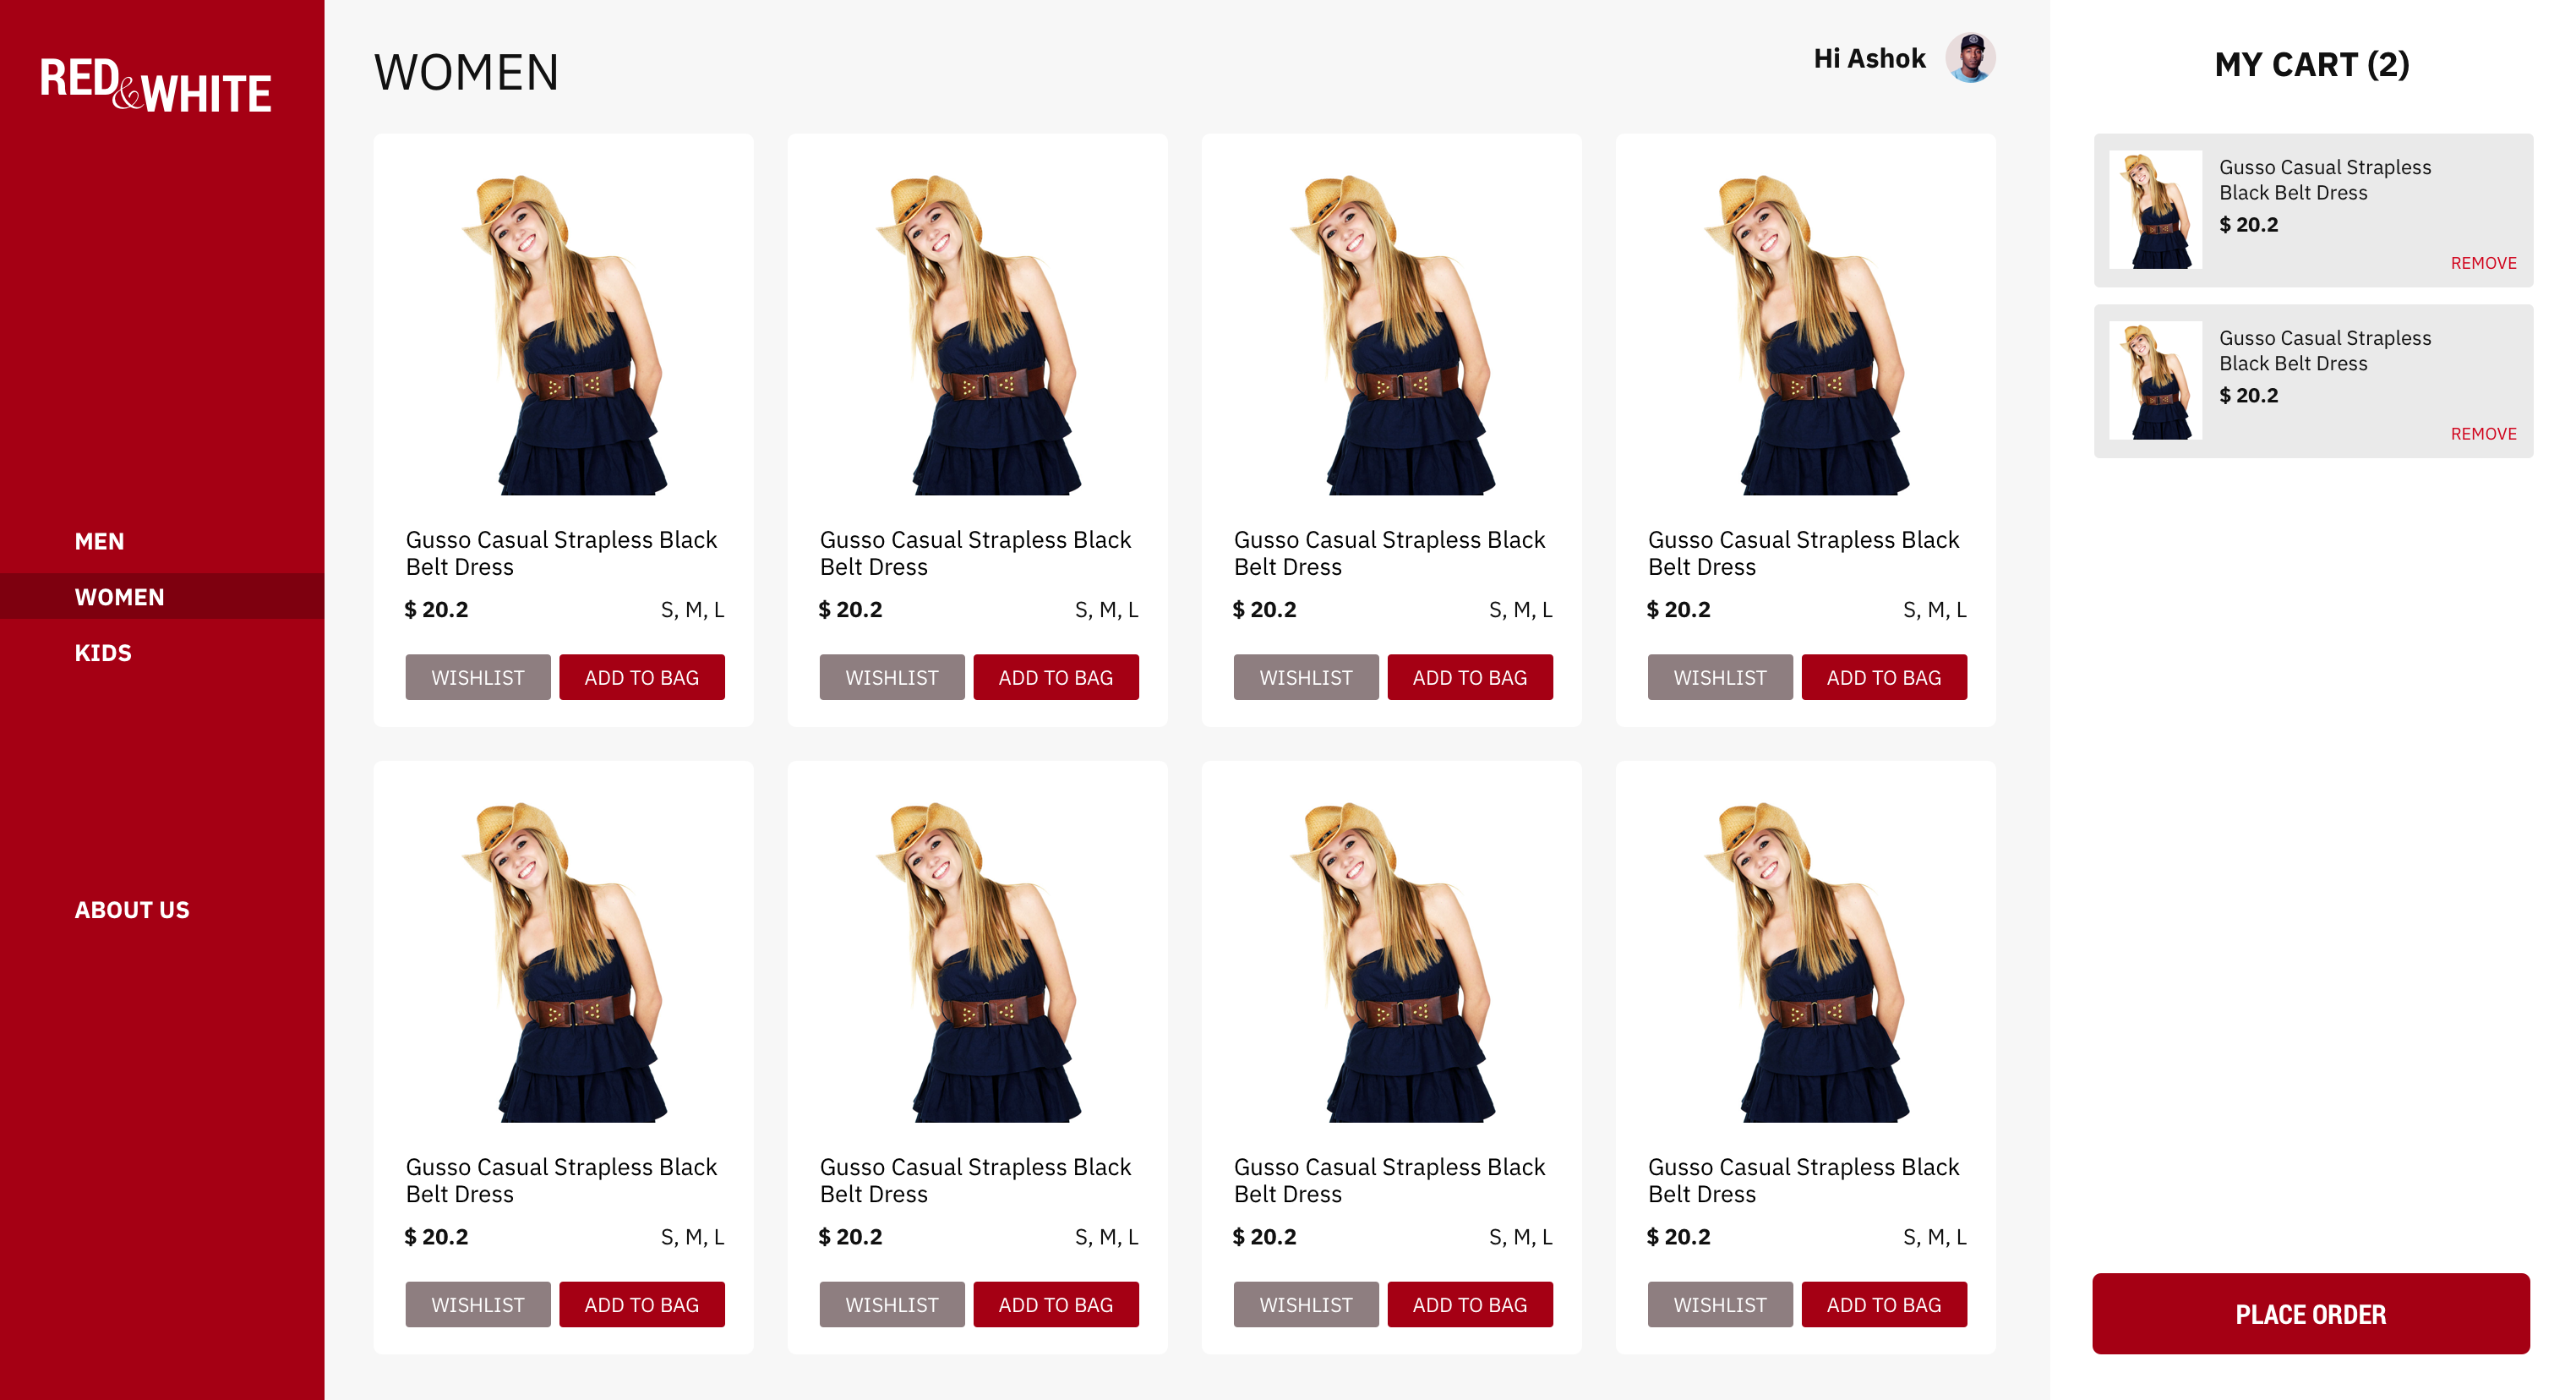 RED&WHITE
MEN
WOMEN
KIDS
ABOUT US
WOMEN
Hi Ashok
Gusso Casual Strapless Black
Belt Dress
$ 20.2
S, M, L
WISHLIST
ADD TO BAG
Gusso Casual Strapless Black
Belt Dress
$ 20.2
S, M, L
WISHLIST
ADD TO BAG
Gusso Casual Strapless Black
Belt Dress
$ 20.2
S, M, L
WISHLIST
ADD TO BAG
Gusso Casual Strapless Black
Belt Dress
$ 20.2
S, M, L
WISHLIST
ADD TO BAG
Gusso Casual Strapless Black
Belt Dress
$ 20.2
S, M, L
WISHLIST
ADD TO BAG
Gusso Casual Strapless Black
Belt Dress
$ 20.2
S, M, L
WISHLIST
ADD TO BAG
Gusso Casual Strapless Black
Belt Dress
$ 20.2
S, M, L
WISHLIST
ADD TO BAG
Gusso Casual Strapless Black
Belt Dress
$ 20.2
S, M, L
WISHLIST
ADD TO BAG
MY CART (2)
Gusso Casual Strapless
Black Belt Dress
$ 20.2
REMOVE
Gusso Casual Strapless
Black Belt Dress
$ 20.2
REMOVE
PLACE ORDER